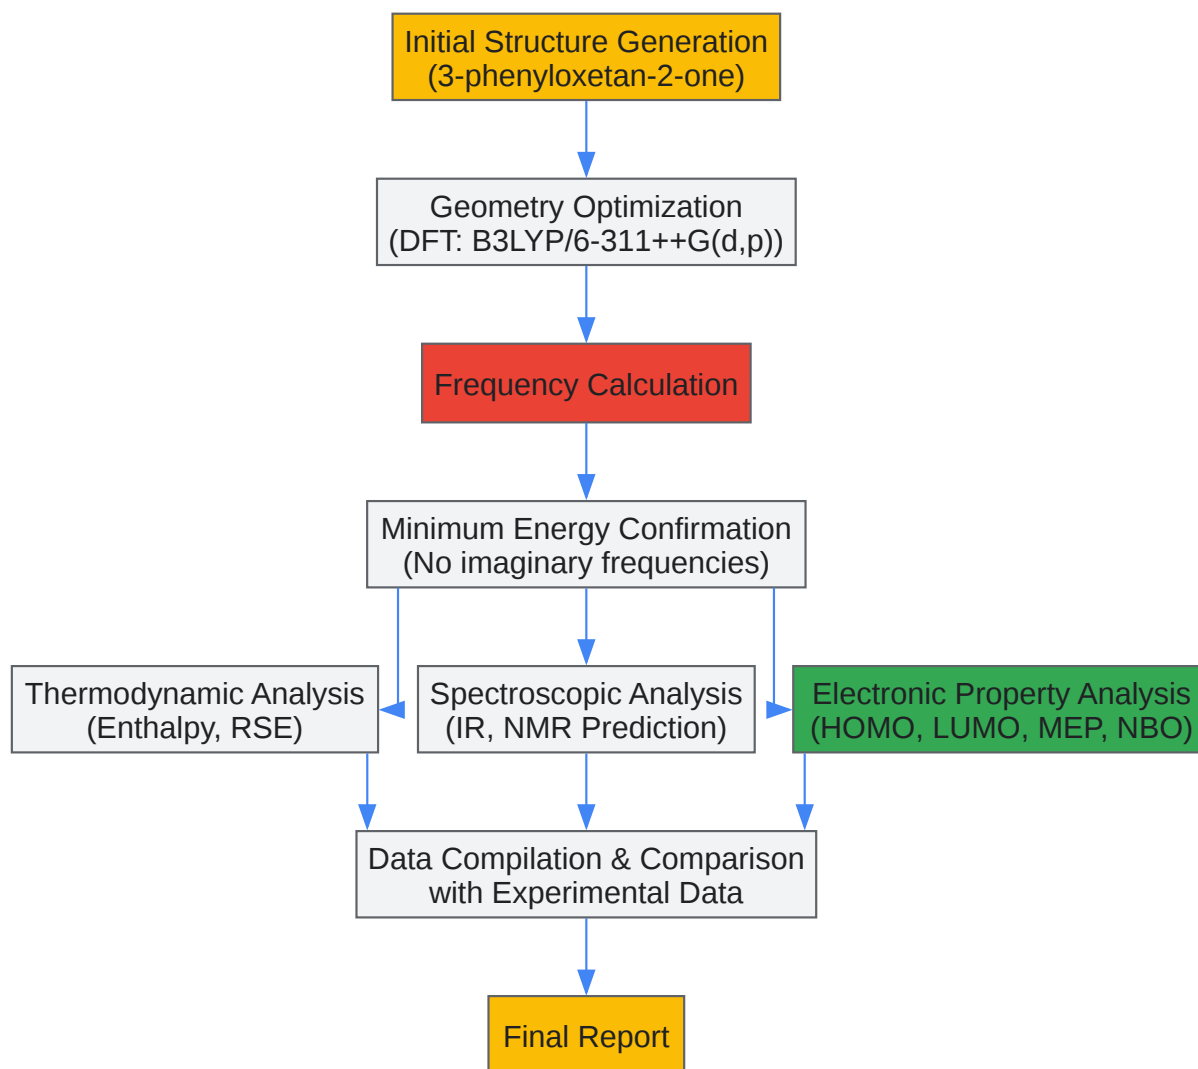 Initial Structure Generation
(3-phenyloxetan-2-one)
Geometry Optimization
(DFT: B3LYP/6-311++G(d,p))
Frequency Calculation
Minimum Energy Confirmation
(No imaginary frequencies)
Thermodynamic Analysis
(Enthalpy, RSE)
Spectroscopic Analysis
(IR, NMR Prediction)
Electronic Property Analysis
(HOMO, LUMO, MEP, NBO)
Data Compilation & Comparison
with Experimental Data
Final Report